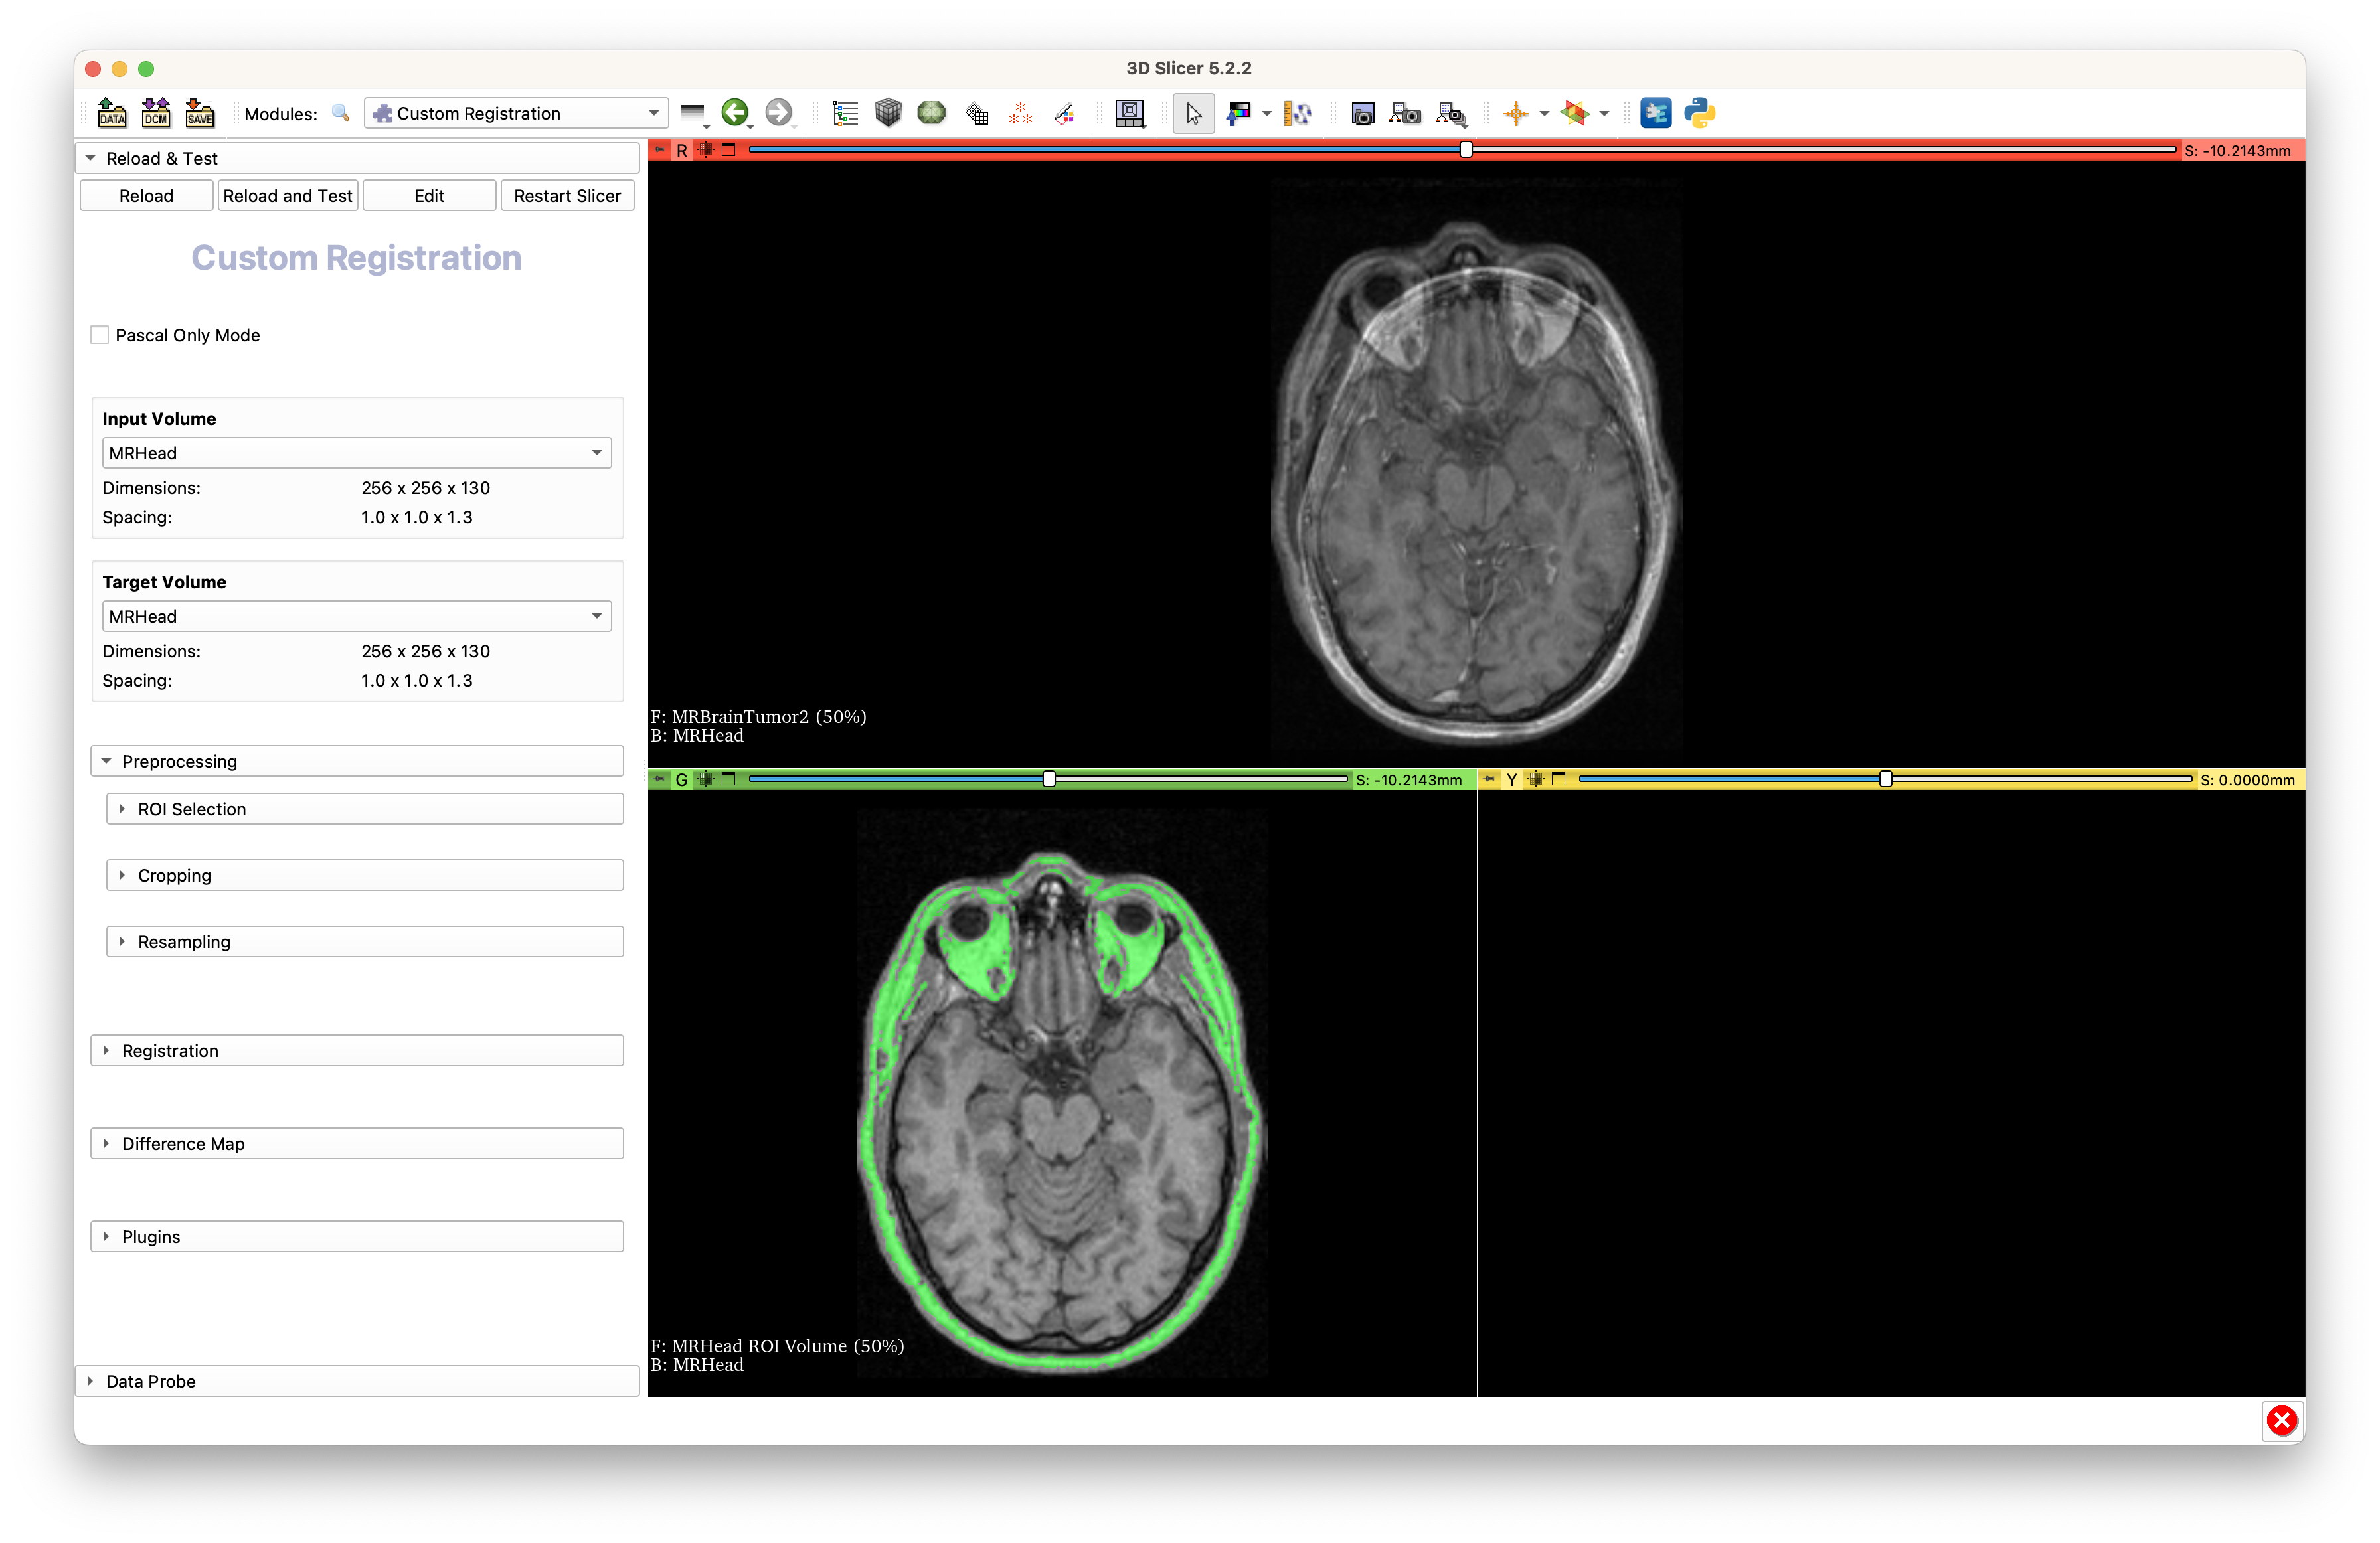 3D Slicer 5.2.2
DATA DCM SAVE Modules: Custom Registration
Reload & Test
Reload Reload and Test Edit Restart Slicer
Custom Registration
Pascal Only Mode
Input Volume
MRHead
Dimensions: 256 x 256 x 130
Spacing: 1.0 x 1.0 x 1.3
Target Volume
MRHead
Dimensions: 256 x 256 x 130
Spacing: 1.0 x 1.0 x 1.3
Preprocessing
ROI Selection
Cropping
Resampling
Registration
Difference Map
Plugins
Data Probe
R S: -10.2143mm
F: MRBrainTumor2 (50%)
B: MRHead
G S: -10.2143mm
Y S: 0.0000mm
F: MRHead ROI Volume (50%)
B: MRHead